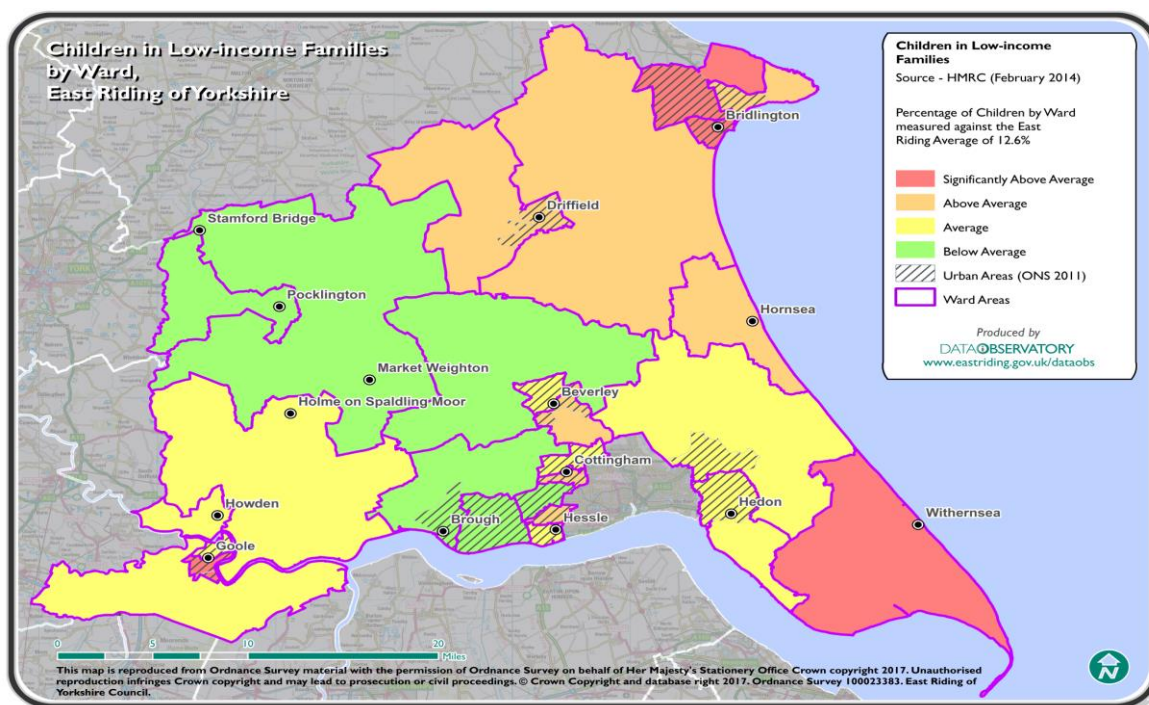 Children in Low-income Families
by Ward,
East Riding of Yorkshire
Children in Low-income
Families
Source - HMRC (February 2014)
Percentage of Children by Ward
measured against the East
Riding Average of 12.6%
Significantly Above Average
Above Average
Average
Below Average
Urban Areas (ONS 2011)
Ward Areas
Produced by
DATA OBSERVATORY
www.eastriding.gov.uk/dataobs
Bridlington
Driffield
Stamford Bridge
Pocklington
Hornsea
Market Weighton
Beverley
Holme on Spaldling Moor
Cottingham
Howden
Brough
Hessle
Hedon
Withernsea
Goole
0 5 10 20
Miles
This map is reproduced from Ordnance Survey material with the permission of Ordnance Survey on behalf of Her Majesty's Stationery Office Crown copyright 2017. Unauthorised
reproduction infringes Crown copyright and may lead to prosecution or civil proceedings. © Crown Copyright and database right 2017. Ordnance Survey 100023383. East Riding of
Yorkshire Council.
N